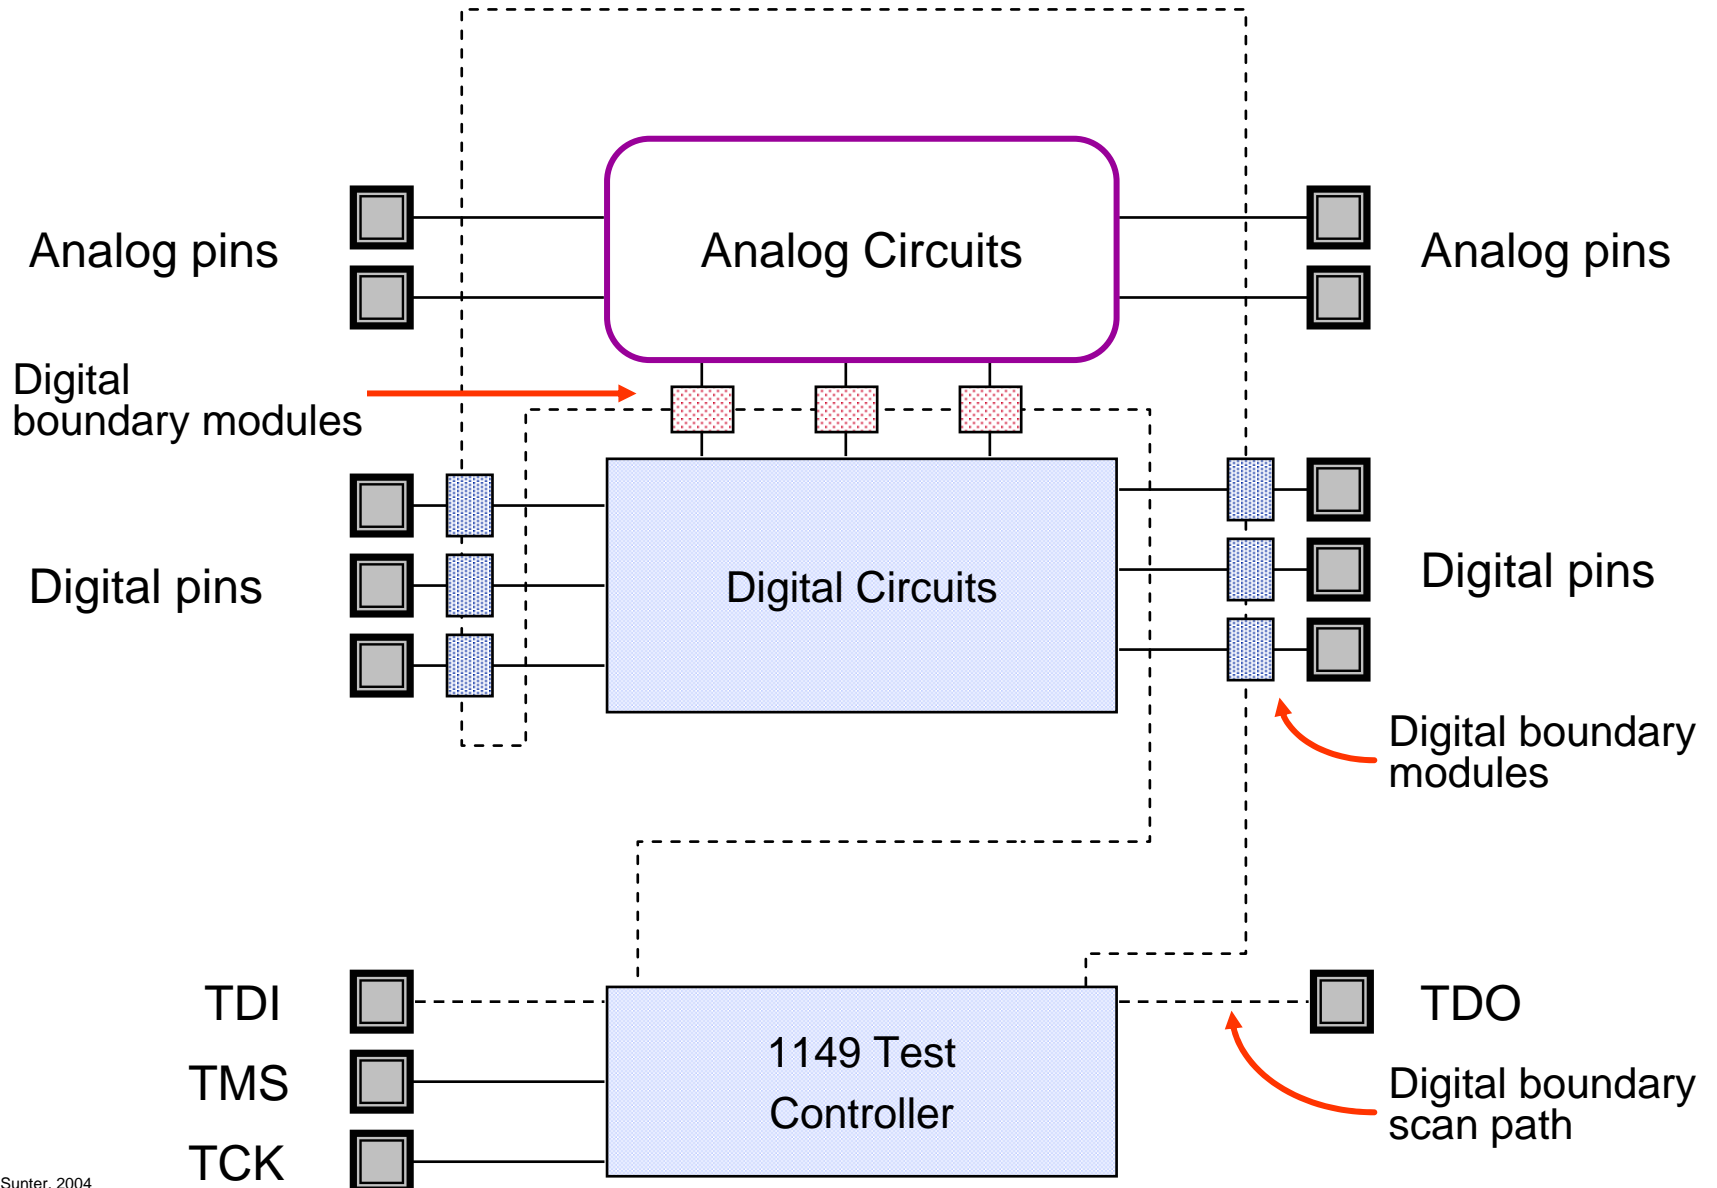 Analog pins
Analog Circuits
Analog pins
Digital
boundary modules
Digital pins
Digital Circuits
Digital pins
Digital boundary
modules
TDI
TDO
1149 Test
Controller
TMS
Digital boundary
scan path
TCK
Sunter, 2004